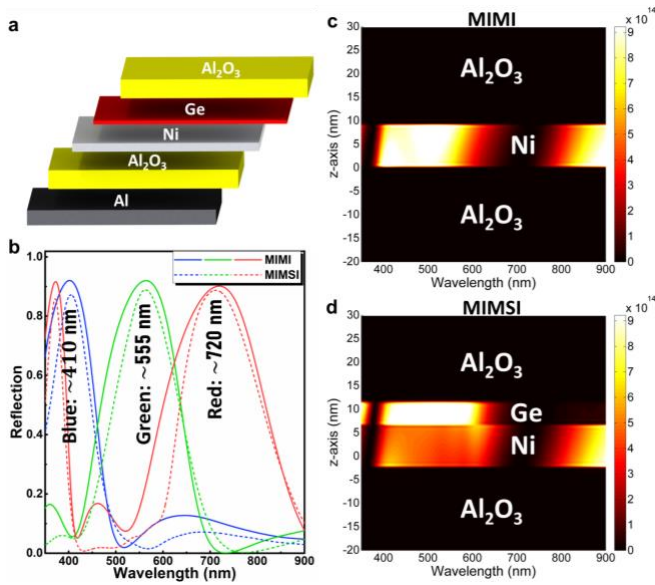 a
Al₂O₃
Ge
Ni
Al₂O₃
Al
b
1.0
0.8
0.6
0.4
0.2
0.0
Reflection
MIMI
MIMSI
Blue: ~410 nm
Green: ~555 nm
Red: ~720 nm
400 500 600 700 800 900
Wavelength (nm)
c
MIMI
x 10¹⁴
30
25
20
15
10
5
0
-5
-10
-15
-20
z-axis (nm)
Al₂O₃
Ni
Al₂O₃
9
8
7
6
5
4
3
2
1
0
400 500 600 700 800 900
Wavelength (nm)
d
MIMSI
x 10¹⁴
30
25
20
15
10
5
0
-5
-10
-15
-20
z-axis (nm)
Al₂O₃
Ge
Ni
Al₂O₃
9
8
7
6
5
4
3
2
1
0
400 500 600 700 800 900
Wavelength (nm)